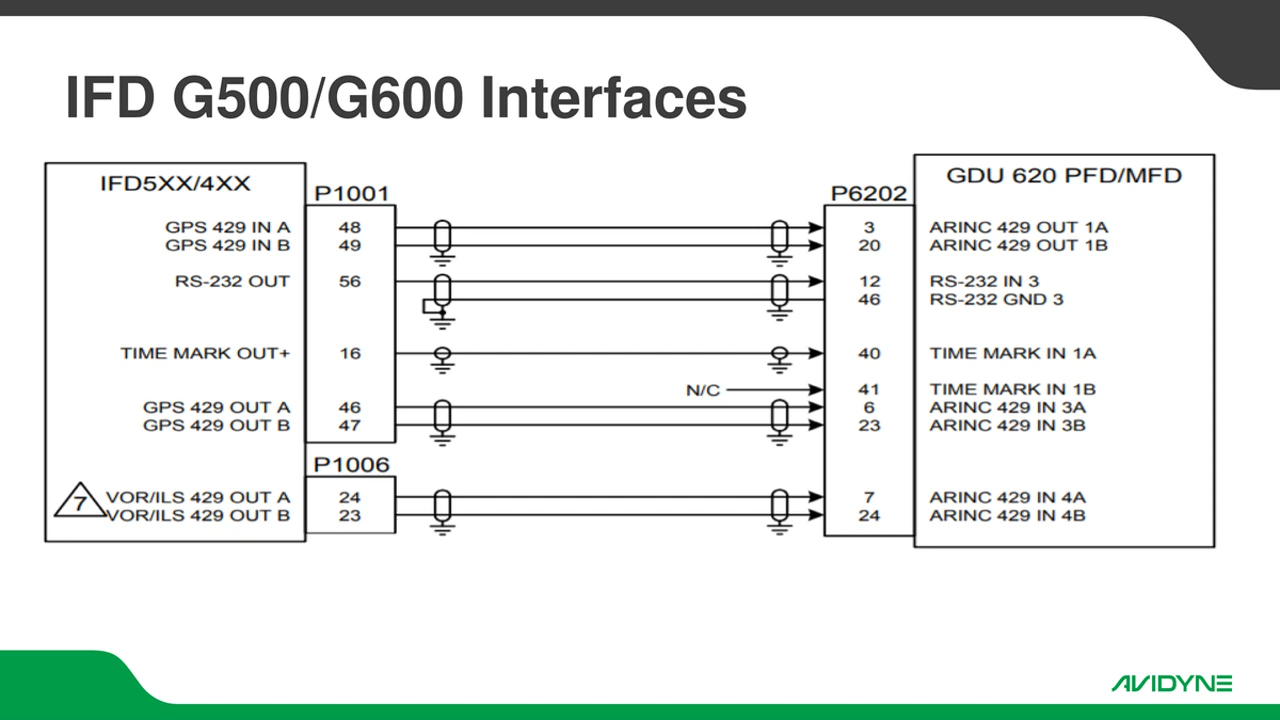 IFD G500/G600 Interfaces
IFD5XX/4XX
GDU 620 PFD/MFD
P1001
P6202
GPS 429 IN A 48 3 ARINC 429 OUT 1A
GPS 429 IN B 49 20 ARINC 429 OUT 1B
RS-232 OUT 56 12 RS-232 IN 3
46 RS-232 GND 3
TIME MARK OUT+ 16 40 TIME MARK IN 1A
N/C 41 TIME MARK IN 1B
GPS 429 OUT A 46 6 ARINC 429 IN 3A
GPS 429 OUT B 47 23 ARINC 429 IN 3B
P1006
7
VOR/ILS 429 OUT A 24 7 ARINC 429 IN 4A
VOR/ILS 429 OUT B 23 24 ARINC 429 IN 4B
AVIDYNE